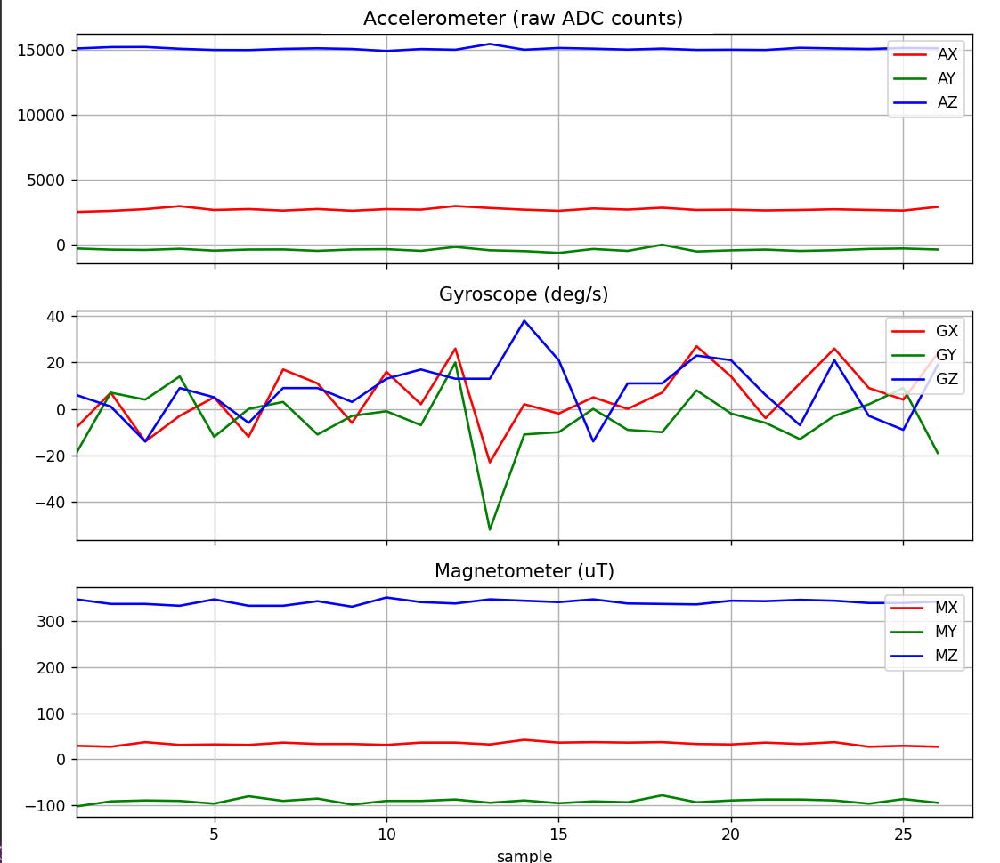 Accelerometer (raw ADC counts)
15000
10000
5000
0
AX
AY
AZ
Gyroscope (deg/s)
40
20
0
−20
−40
GX
GY
GZ
Magnetometer (uT)
300
200
100
0
−100
MX
MY
MZ
5 10 15 20 25
sample